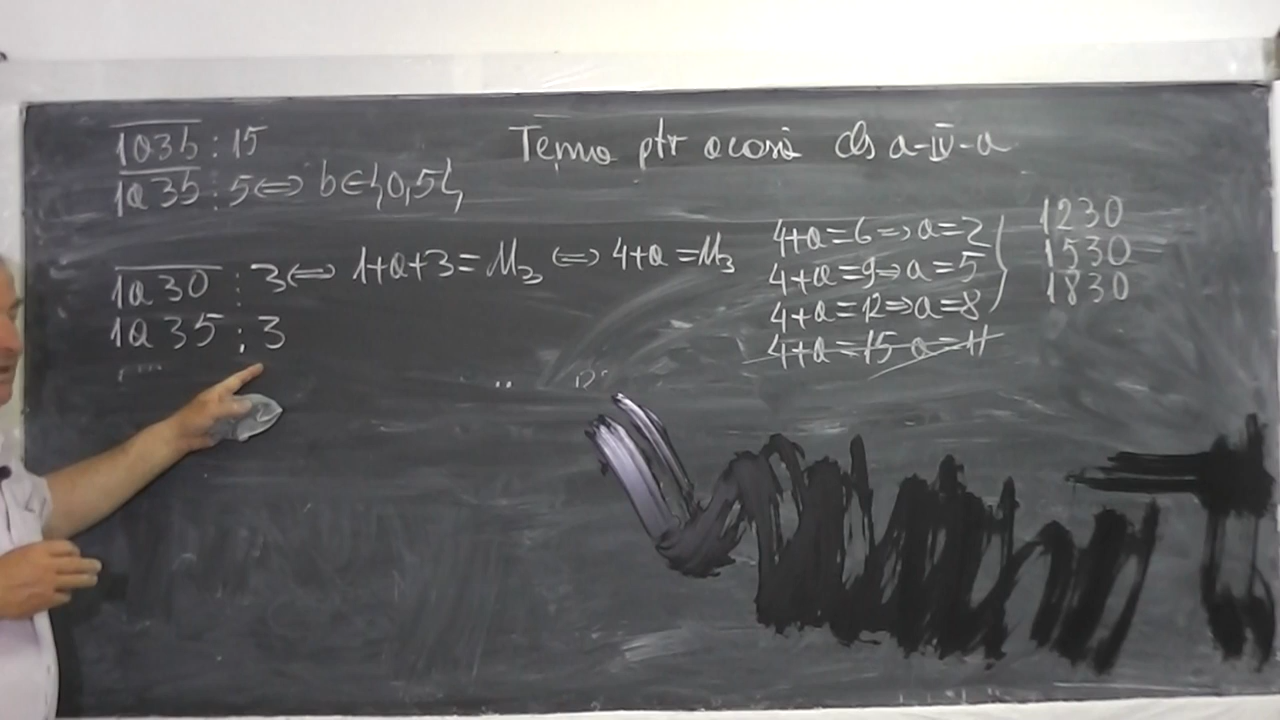 1a3b ⋮ 15
Tema ptr acasă cls a-IV-a
1a3b ⋮ 5 ⇔ b∈{0,5}
1a30 ⋮ 3 ⇔ 1+a+3=M3 ⇔ 4+a=M3
4+a=6 ⇒ a=2
4+a=9 ⇒ a=5
4+a=12 ⇒ a=8
4+a=15 a=11
1230
1530
1830
1a35 ⋮ 3